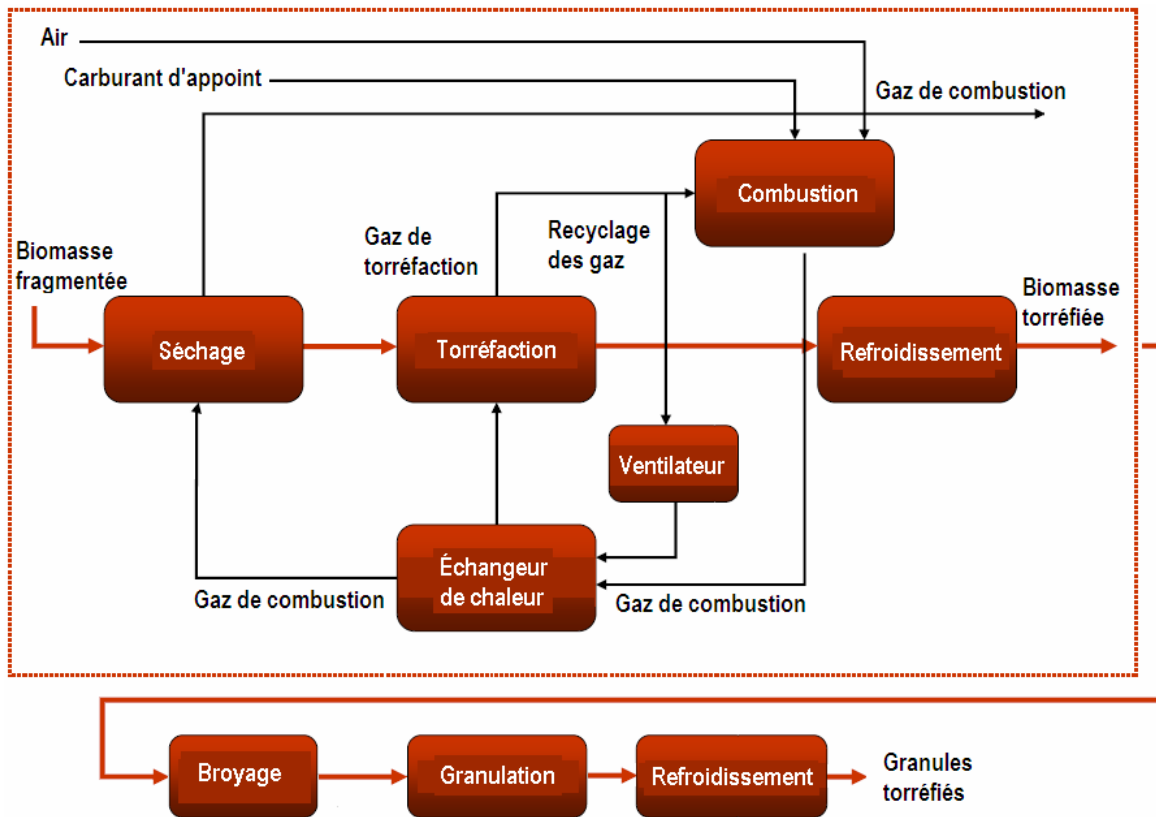 Air
Carburant d'appoint
Gaz de combustion
Combustion
Gaz de
torréfaction
Recyclage
des gaz
Biomasse
fragmentée
Biomasse
torréfiée
Séchage
Torréfaction
Refroidissement
Ventilateur
Échangeur
de chaleur
Gaz de combustion
Gaz de combustion
Broyage
Granulation
Refroidissement
Granules
torréfiés